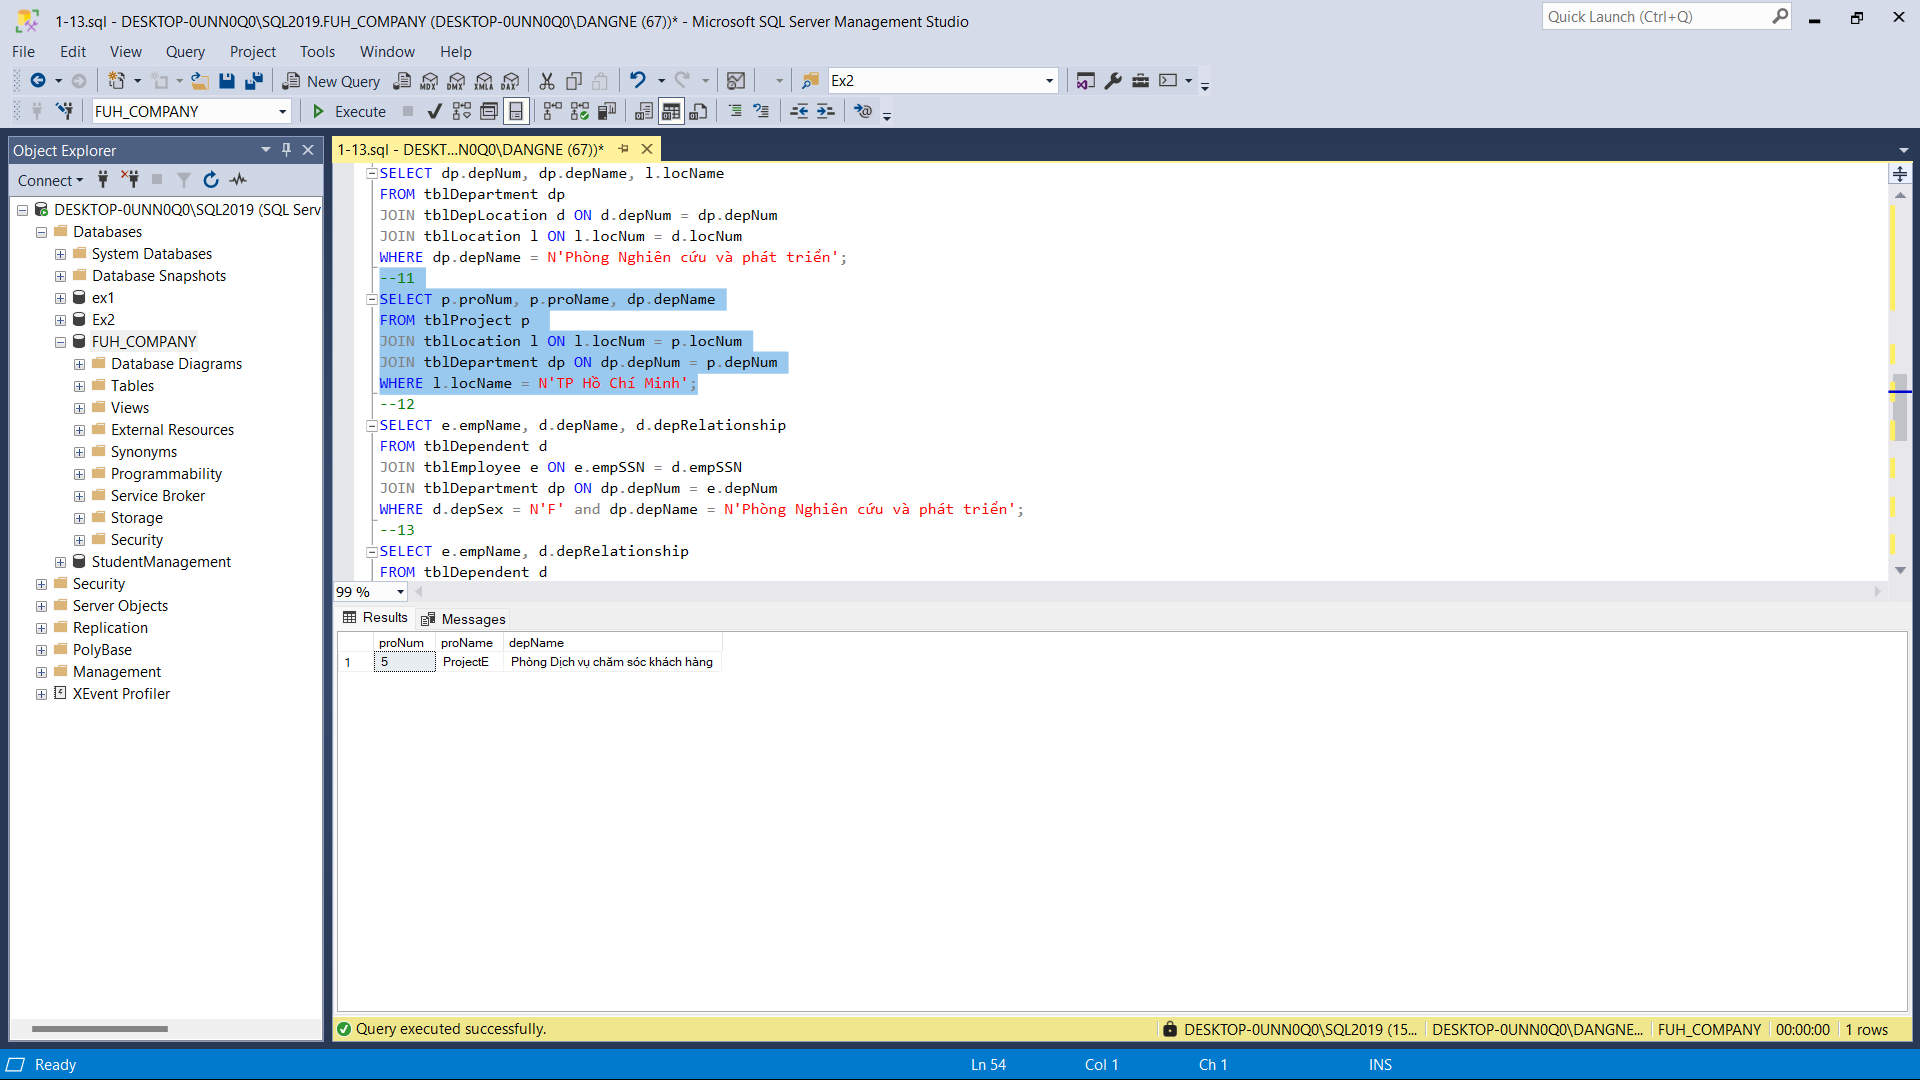 1-13.sql - DESKTOP-0UNN0Q0\SQL2019.FUH_COMPANY (DESKTOP-0UNN0Q0\DANGNE (67))* - Microsoft SQL Server Management Studio
Quick Launch (Ctrl+Q)
File Edit View Query Project Tools Window Help
New Query MDX DMX XMLA DAX Ex2
FUH_COMPANY Execute
Object Explorer
Connect
DESKTOP-0UNN0Q0\SQL2019 (SQL Serv
Databases
System Databases
Database Snapshots
ex1
Ex2
FUH_COMPANY
Database Diagrams
Tables
Views
External Resources
Synonyms
Programmability
Service Broker
Storage
Security
StudentManagement
Security
Server Objects
Replication
PolyBase
Management
XEvent Profiler
1-13.sql - DESKT...N0Q0\DANGNE (67))*
SELECT dp.depNum, dp.depName, l.locName
FROM tblDepartment dp
JOIN tblDepLocation d ON d.depNum = dp.depNum
JOIN tblLocation l ON l.locNum = d.locNum
WHERE dp.depName = N'Phòng Nghiên cứu và phát triển';
--11
SELECT p.proNum, p.proName, dp.depName
FROM tblProject p
JOIN tblLocation l ON l.locNum = p.locNum
JOIN tblDepartment dp ON dp.depNum = p.depNum
WHERE l.locName = N'TP Hồ Chí Minh';
--12
SELECT e.empName, d.depName, d.depRelationship
FROM tblDependent d
JOIN tblEmployee e ON e.empSSN = d.empSSN
JOIN tblDepartment dp ON dp.depNum = e.depNum
WHERE d.depSex = N'F' and dp.depName = N'Phòng Nghiên cứu và phát triển';
--13
SELECT e.empName, d.depRelationship
FROM tblDependent d
99 %
Results Messages
proNum proName depName
1 5 ProjectE Phòng Dịch vụ chăm sóc khách hàng
Query executed successfully.
DESKTOP-0UNN0Q0\SQL2019 (15... DESKTOP-0UNN0Q0\DANGNE... FUH_COMPANY 00:00:00 1 rows
Ready Ln 54 Col 1 Ch 1 INS